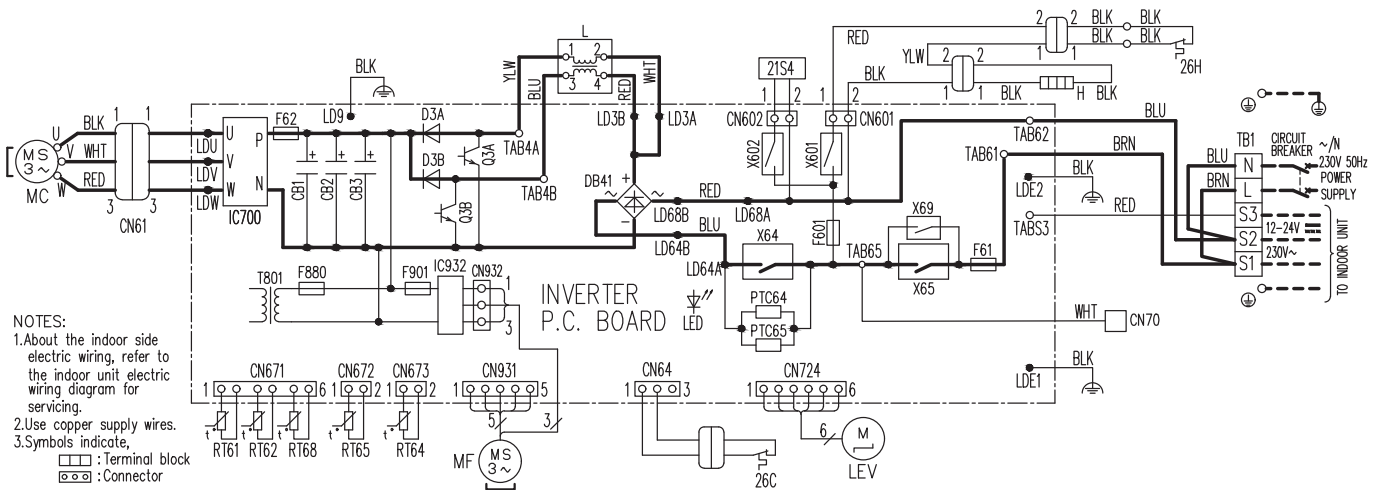 L
1 2
3 4
YLW
BLU
RED
WHT
BLK
LD9
LD3B
LD3A
RED
YLW
BLK
2 2 BLK BLK
1 1 BLK BLK
26H
2 2
1 1
BLK H BLK
21S4
1 2
CN602
1 2
CN601
X602
X601
F601
BLU
TAB62
BRN
TAB61
BLK
LDE2
RED
TABS3
TB1
CIRCUIT
BREAKER
~/N
230V 50Hz
POWER
SUPPLY
BLU
BRN
N
L
S3
S2
S1
12-24V
230V~
TO INDOOR UNIT
1 1
3 3
U
V
W
BLK
WHT
RED
MS
3~
MC
CN61
LDU
LDV
LDW
U
V
W
P
N
IC700
F62
CB1
CB2
CB3
+
+
+
D3A
D3B
Q3A
Q3B
TAB4A
TAB4B
DB41
+
-
~
~
RED
LD68B
LD68A
BLU
LD64B
LD64A
X64
PTC64
PTC65
TAB65
X69
X65
F61
T801
F880
F901
IC932
CN932
1
3
INVERTER
P.C. BOARD
LED
WHT
CN70
BLK
LDE1
CN671
1 6
CN672
1 2
CN673
1 2
CN931
1 5
CN64
1 3
CN724
1 6
t°
RT61
t°
RT62
t°
RT68
t°
RT65
t°
RT64
5
3
MF
MS
3~
26C
6
M
LEV
NOTES:
1.About the indoor side
electric wiring, refer to
the indoor unit electric
wiring diagram for
servicing.
2.Use copper supply wires.
3.Symbols indicate,
: Terminal block
: Connector